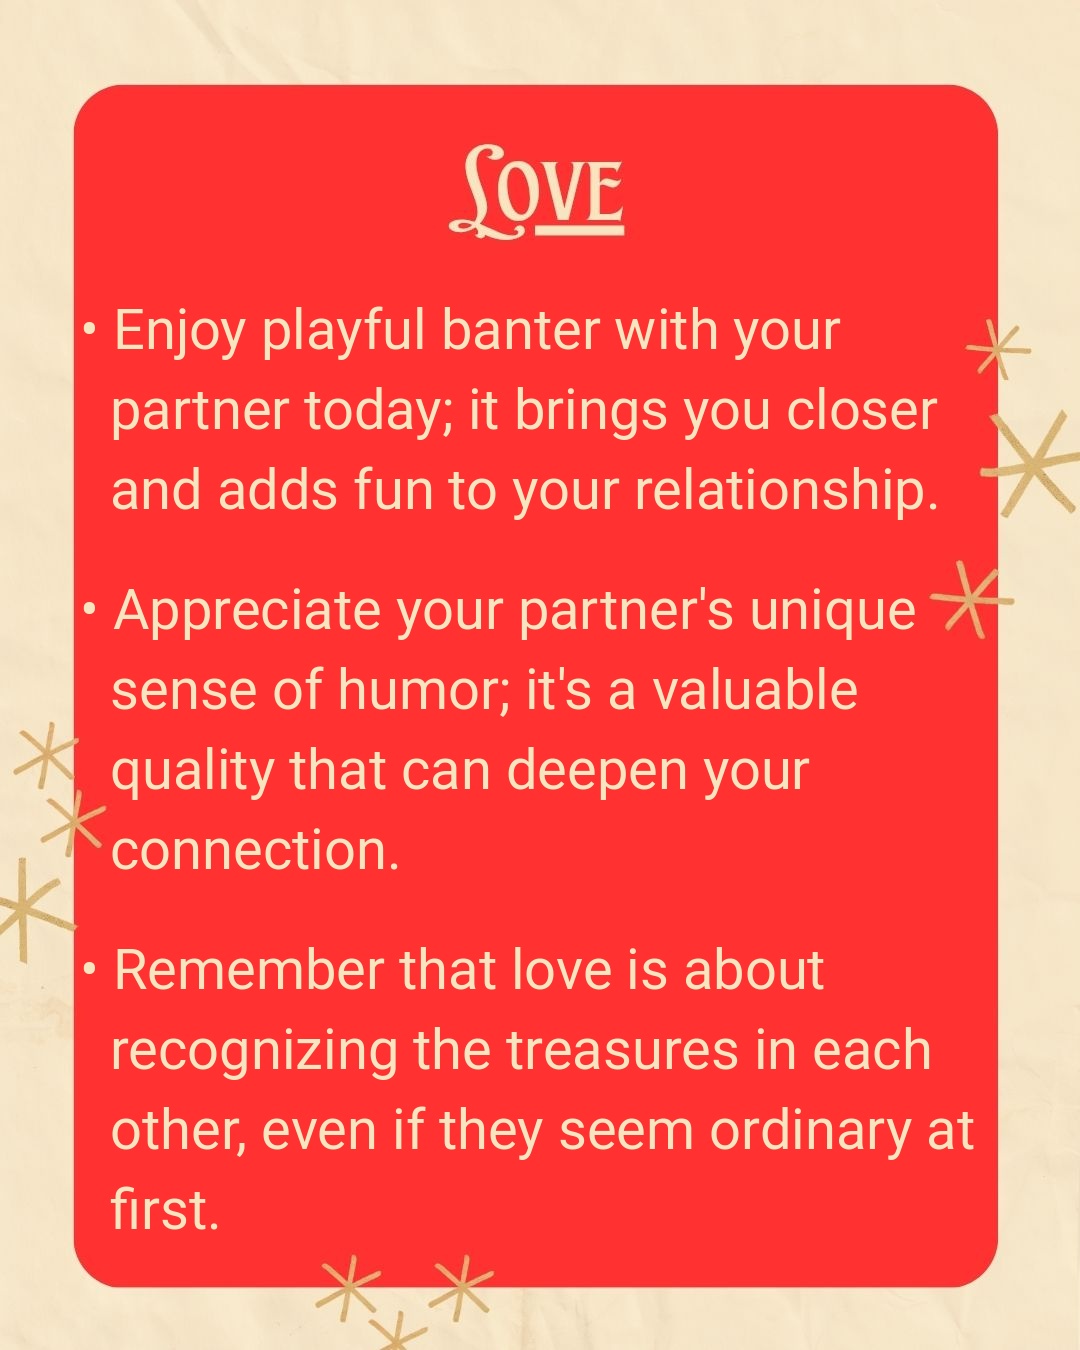 Love
• Enjoy playful banter with your
partner today; it brings you closer
and adds fun to your relationship.
• Appreciate your partner's unique
sense of humor; it's a valuable
quality that can deepen your
connection.
• Remember that love is about
recognizing the treasures in each
other, even if they seem ordinary at
first.